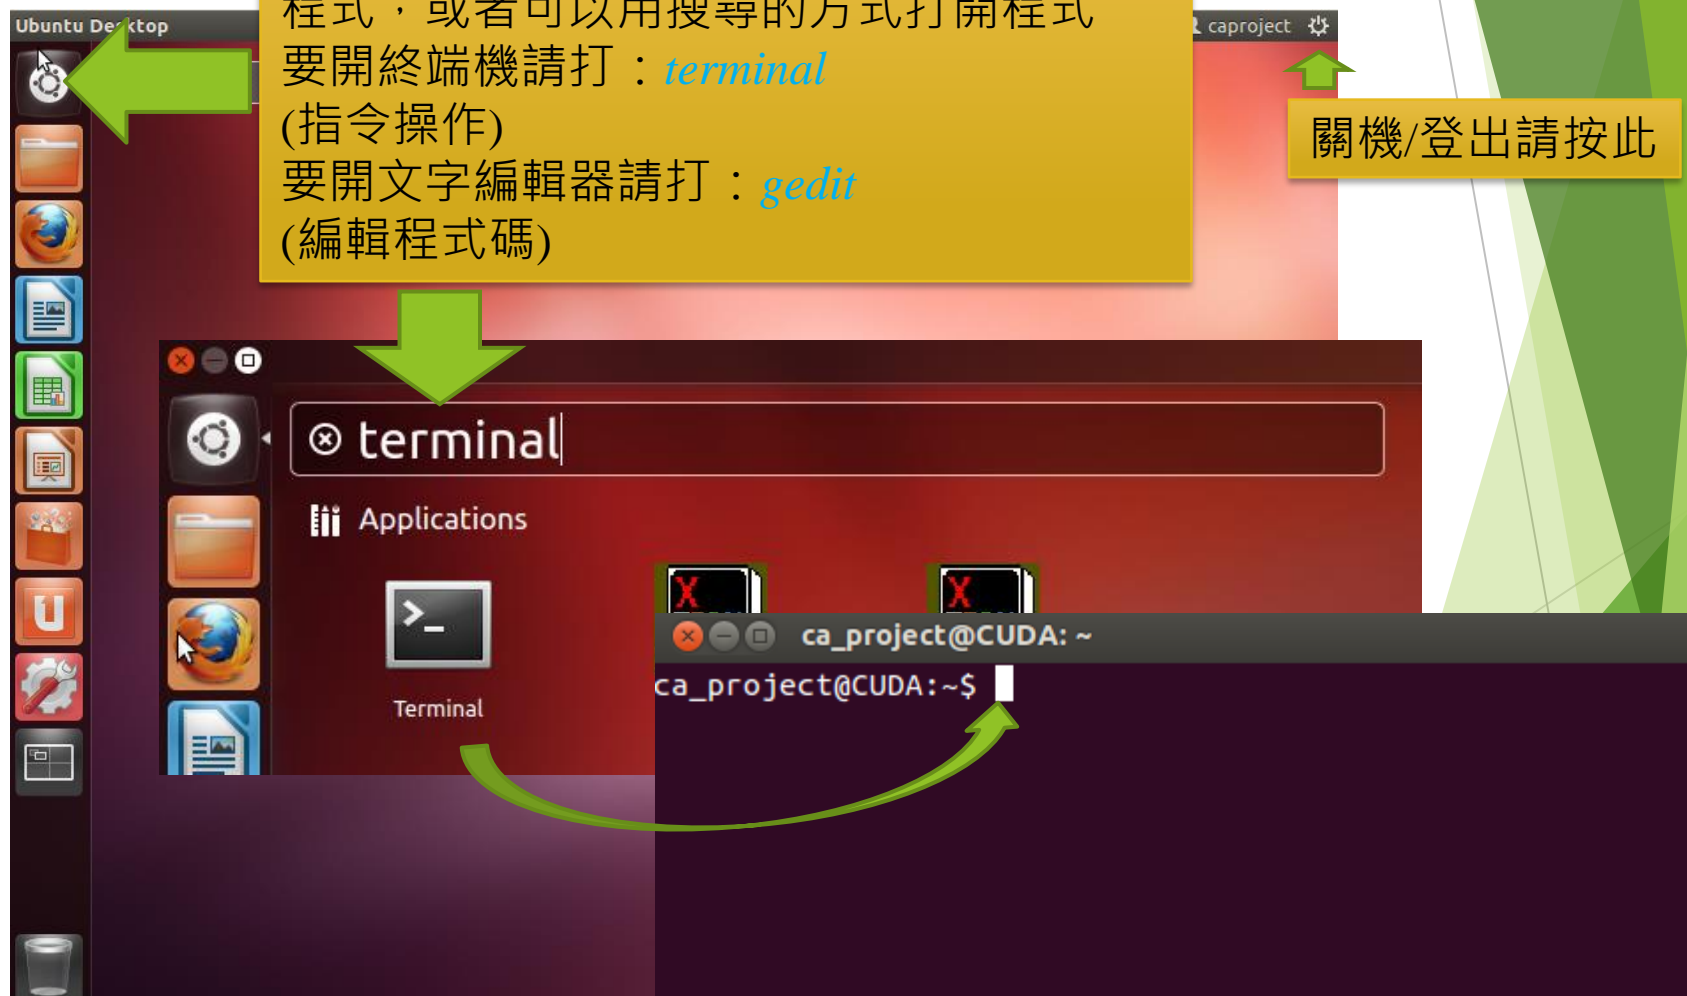 Ubuntu Desktop
程式，或者可以用搜尋的方式打開程式
要開終端機請打：terminal
(指令操作)
要開文字編輯器請打：gedit
(編輯程式碼)
caproject
關機/登出請按此
terminal
Applications
Terminal
X
X
ca_project@CUDA: ~
ca_project@CUDA:~$